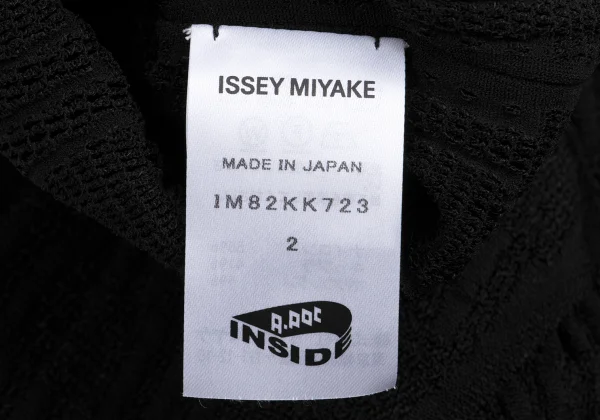 ISSEY MIYAKE
MADE IN JAPAN
IM82KK723
2
A.POC
INSIDE